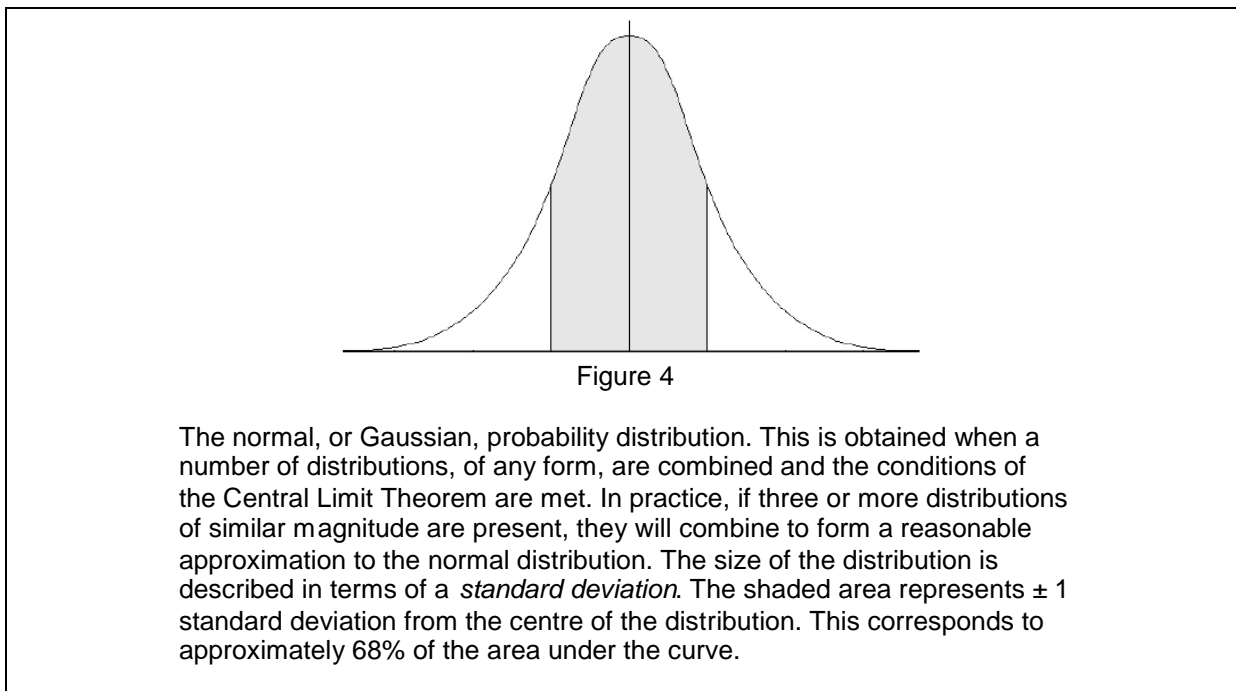 Figure 4
The normal, or Gaussian, probability distribution. This is obtained when a
number of distributions, of any form, are combined and the conditions of
the Central Limit Theorem are met. In practice, if three or more distributions
of similar magnitude are present, they will combine to form a reasonable
approximation to the normal distribution. The size of the distribution is
described in terms of a standard deviation. The shaded area represents ± 1
standard deviation from the centre of the distribution. This corresponds to
approximately 68% of the area under the curve.